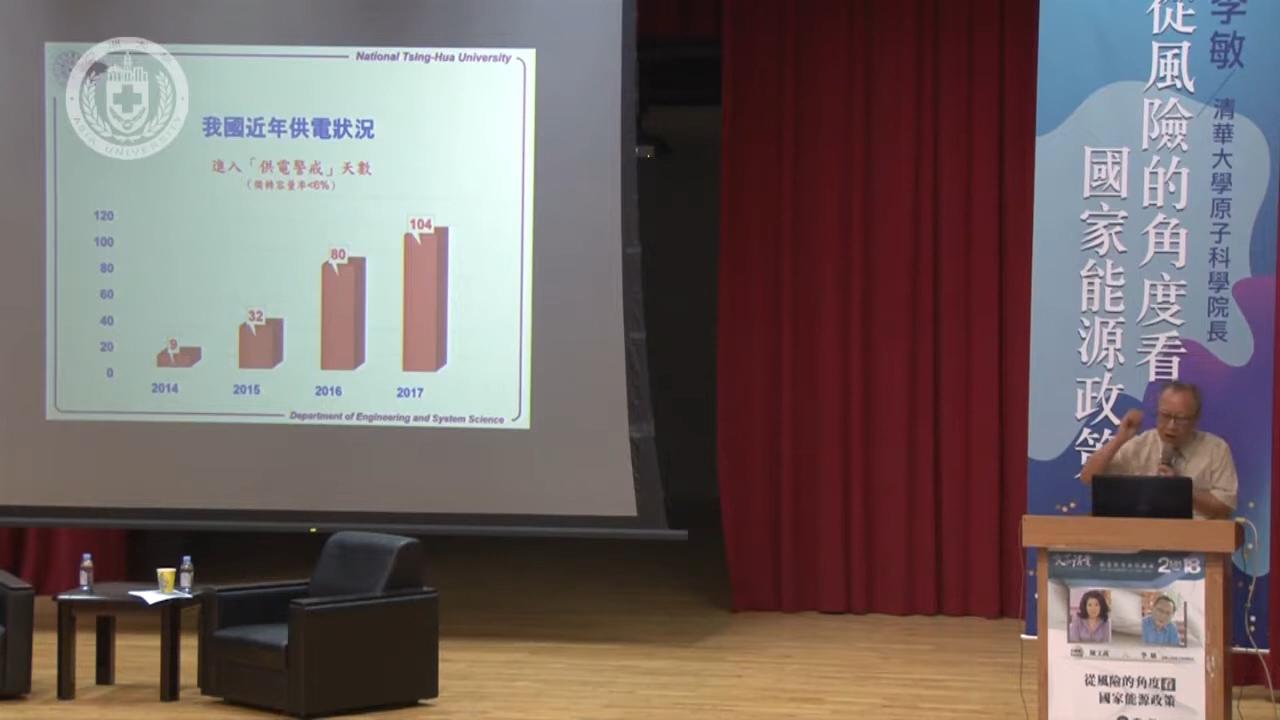 National Tsing-Hua University
ASIA UNIVERSITY
我國近年供電狀況
進入「供電警戒」天數
(備轉容量率<6%)
120
100
80
60
40
20
0
9
32
80
104
2014
2015
2016
2017
Department of Engineering and System Science
李敏
清華大學原子科學院長
從風險的角度看
國家能源政策
從風險的角度看
國家能源政策